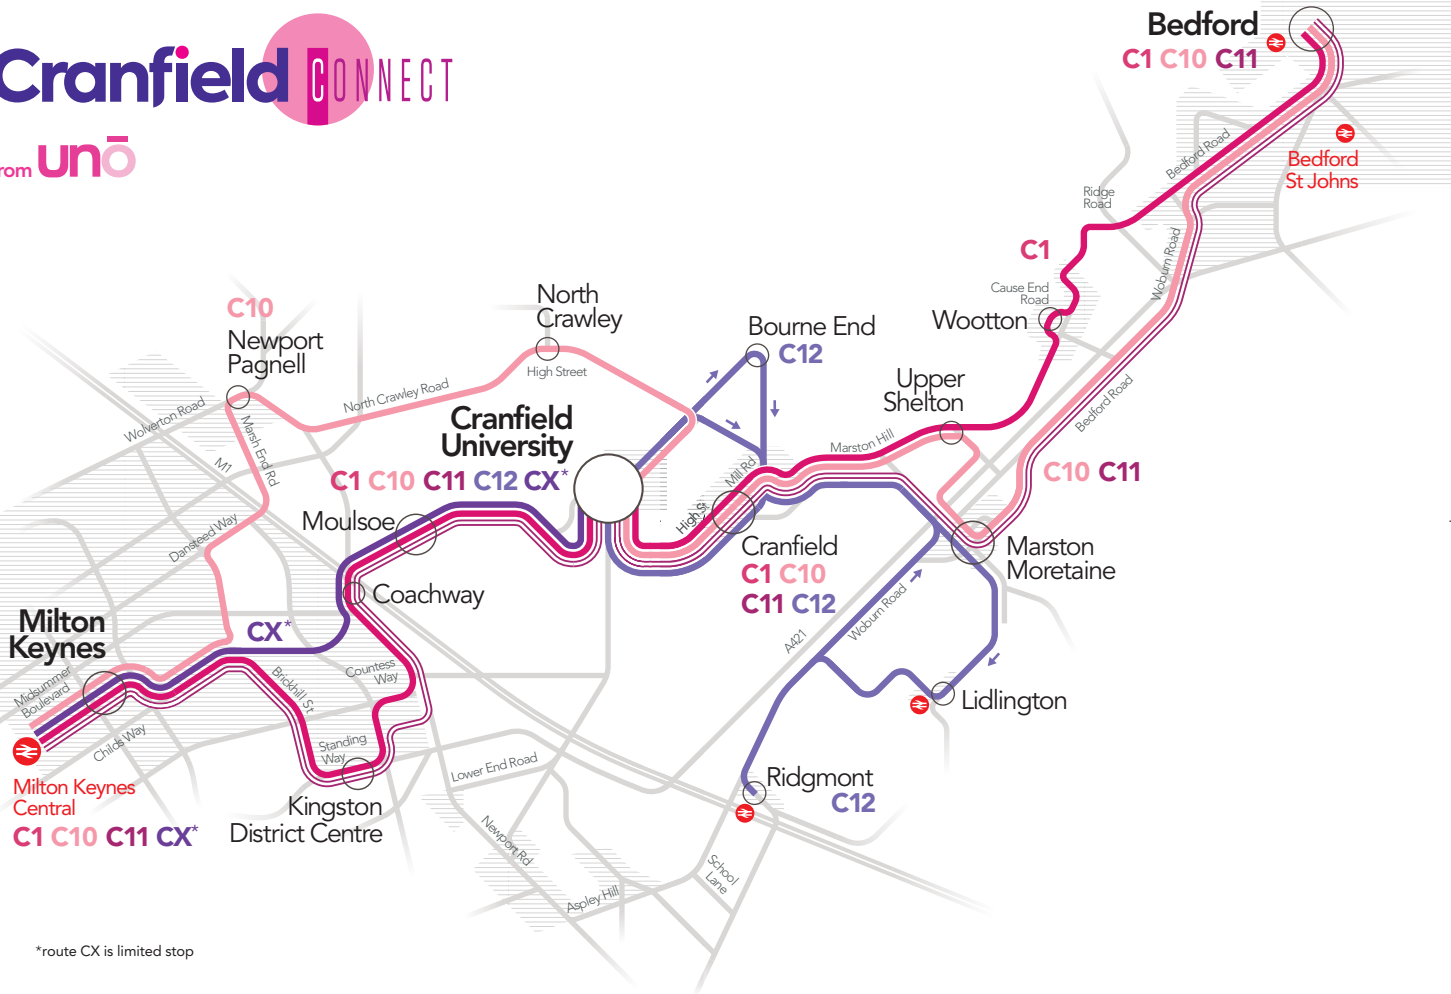 Cranfield CONNECT
rom unō
Bedford
C1 C10 C11
Bedford
St Johns
Bedford Road
Ridge
Road
Woburn Road
C1
Cause End
Road
Wootton
C10
Newport
Pagnell
North
Crawley
High Street
North Crawley Road
Bourne End
C12
Upper
Shelton
Wolverton Road
Marsh End Rd
M1
Cranfield
University
C1 C10 C11 C12 CX*
Marston Hill
Bedford Road
C10 C11
Mill Rd
High St
Moulsoe
Dansteed Way
Cranfield
C1 C10
C11 C12
Marston
Moretaine
Coachway
Milton
Keynes
CX*
Woburn Road
A421
Midsummer
Boulevard
Brickhill St
Countess
Way
Lidlington
Childs Way
Standing
Way
Lower End Road
Milton Keynes
Central
C1 C10 C11 CX*
Kingston
District Centre
Ridgmont
C12
Newport Rd
School
Lane
Aspley Hill
*route CX is limited stop